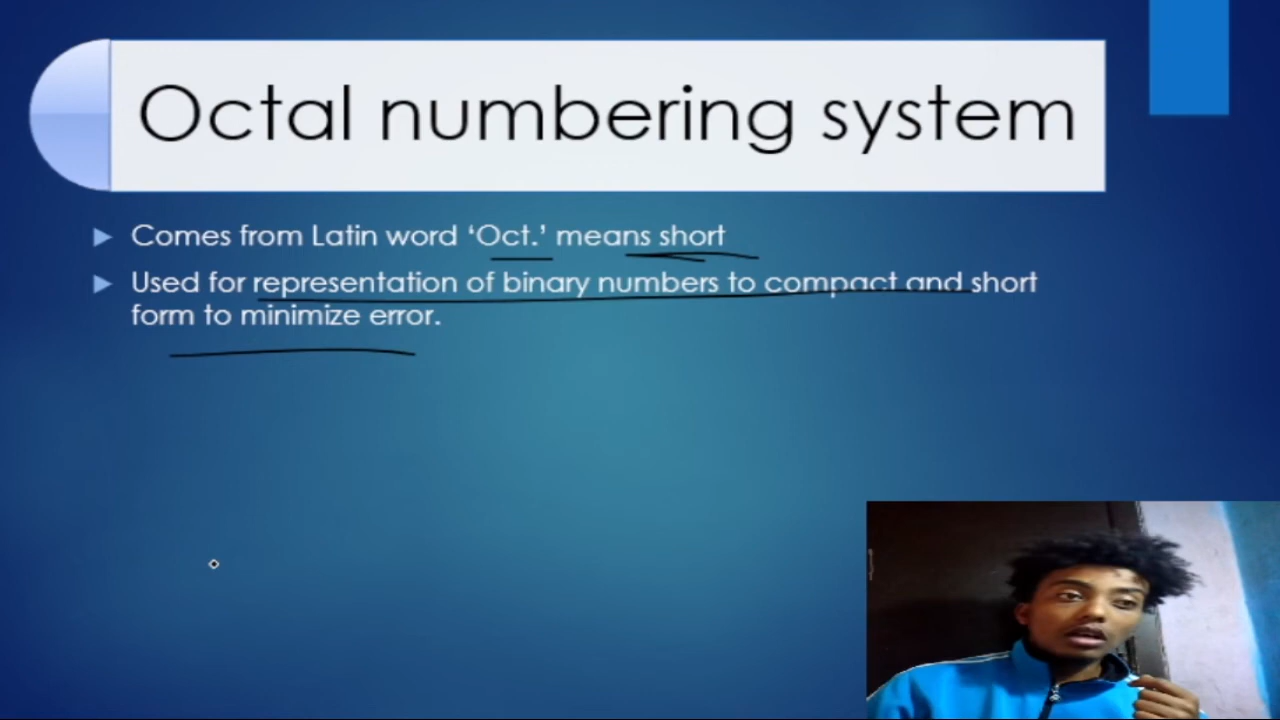 Octal numbering system
Comes from Latin word ‘Oct.’ means short
Used for representation of binary numbers to compact and short
form to minimize error.